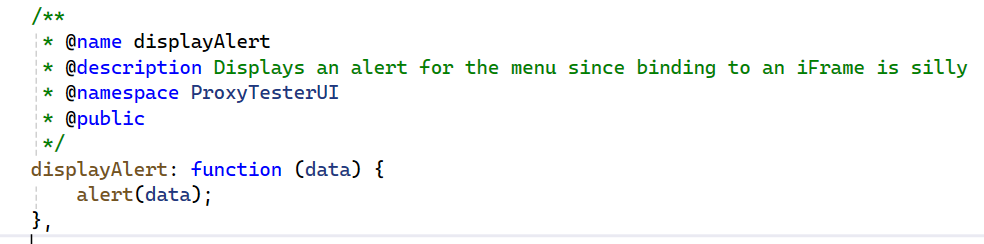 /**
* @name displayAlert
* @description Displays an alert for the menu since binding to an iFrame is silly
* @namespace ProxyTesterUI
* @public
*/
displayAlert: function (data) {
alert(data);
},